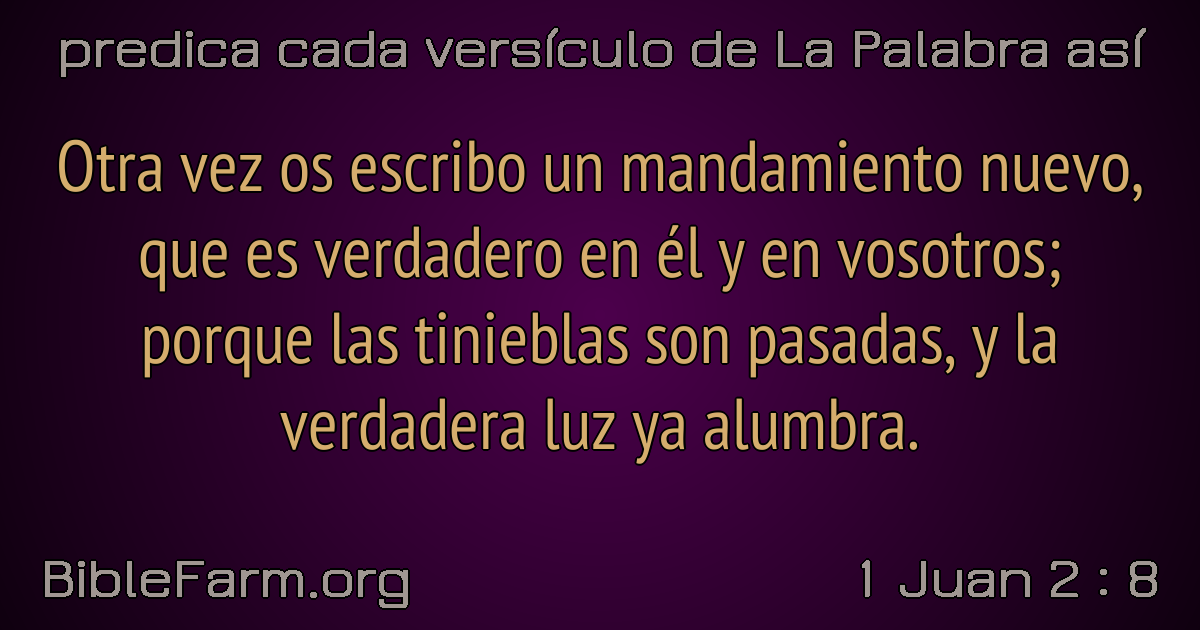 predica cada versículo de La Palabra así
Otra vez os escribo un mandamiento nuevo,
que es verdadero en él y en vosotros;
porque las tinieblas son pasadas, y la
verdadera luz ya alumbra.
BibleFarm.org
1 Juan 2 : 8